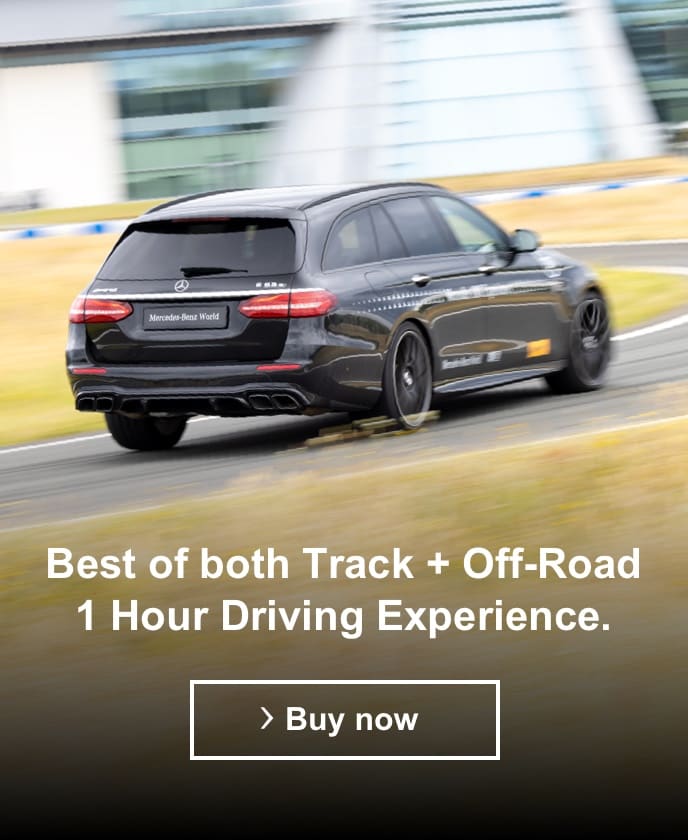 Mercedes-Benz World
Best of both Track + Off-Road
1 Hour Driving Experience.
Buy now